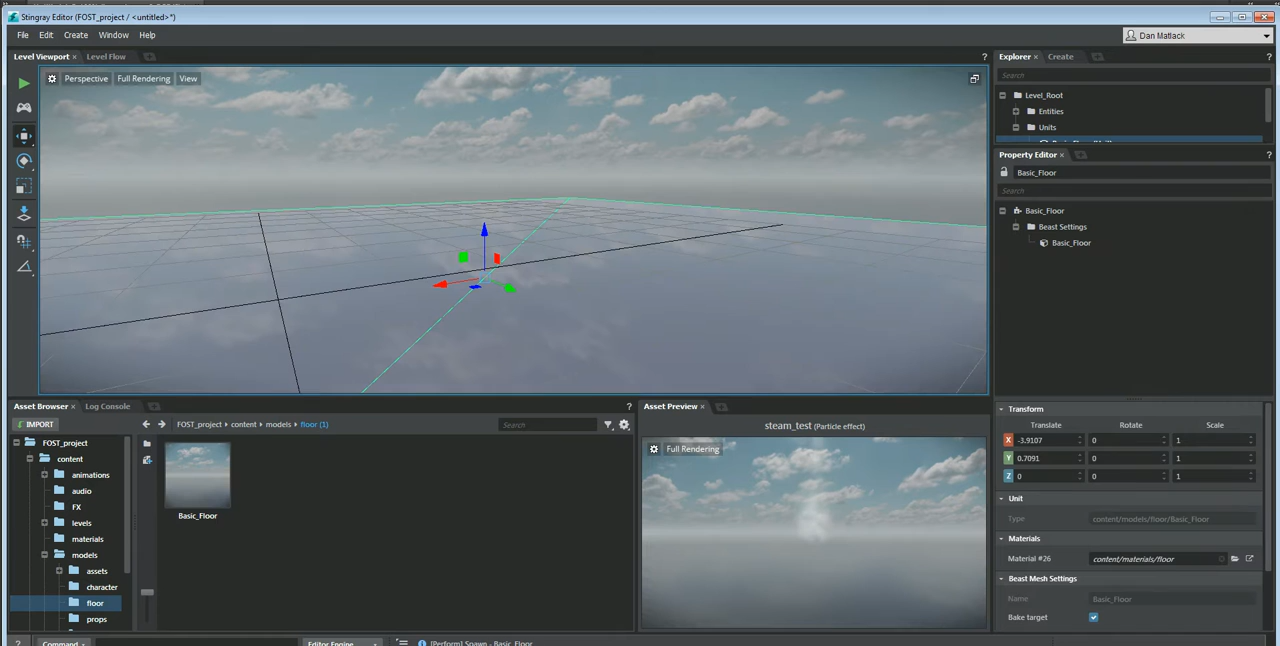 Stingray Editor (FOST_project / <untitled>*)
File Edit Create Window Help
Dan Matlack
Level Viewport Level Flow
?
Perspective Full Rendering View
Explorer Create
?
Search
Level_Root
Entities
Units
Property Editor
?
Basic_Floor
Search
Basic_Floor
Beast Settings
Basic_Floor
Asset Browser Log Console
?
IMPORT
FOST_project content models floor (1)
Search
FOST_project
content
animations
audio
FX
levels
materials
models
assets
character
floor
props
Basic_Floor
Asset Preview
steam_test (Particle effect)
Full Rendering
Transform
Translate Rotate Scale
X -3.9107 0 1
Y 0.7091 0 1
Z 0 0 1
Unit
Type content/models/floor/Basic_Floor
Materials
Material #26 content/materials/floor
Beast Mesh Settings
Name Basic_Floor
Bake target
? Command Editor Engine [Perform] Spawn - Basic_Floor